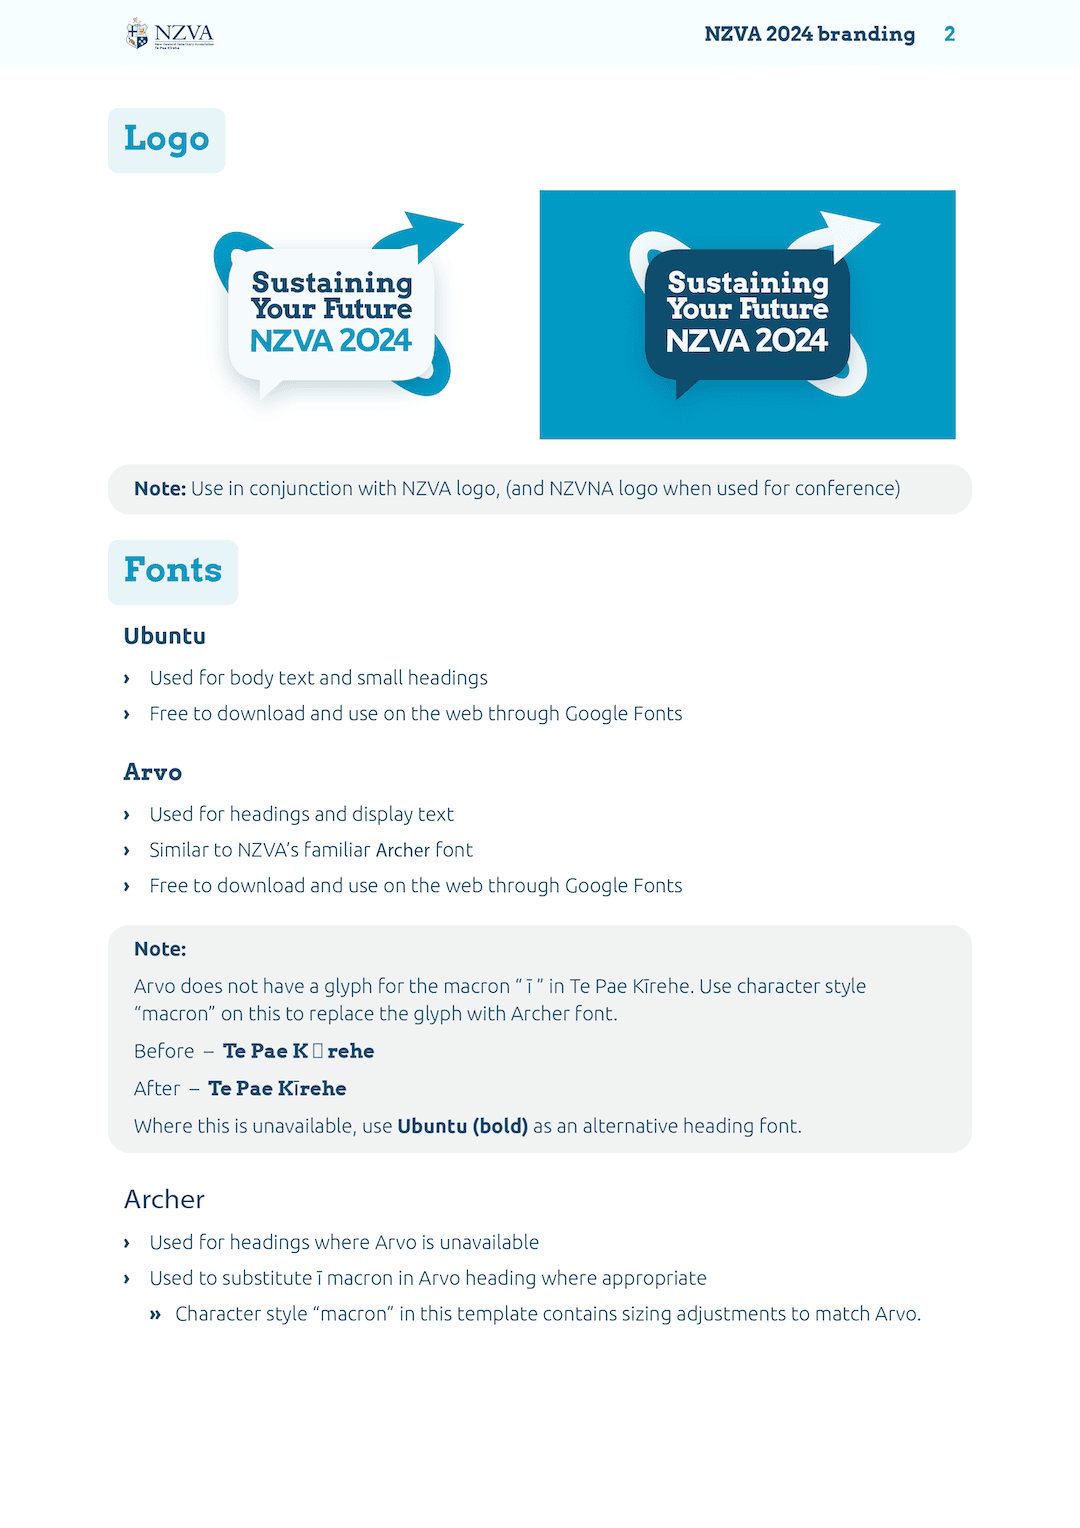 NZVA
New Zealand Veterinary Association
Te Pae Kīrehe
NZVA 2024 branding 2
Logo
Sustaining
Your Future
NZVA 2024
Sustaining
Your Future
NZVA 2024
Note: Use in conjunction with NZVA logo, (and NZVNA logo when used for conference)
Fonts
Ubuntu
› Used for body text and small headings
› Free to download and use on the web through Google Fonts
Arvo
› Used for headings and display text
› Similar to NZVA’s familiar Archer font
› Free to download and use on the web through Google Fonts
Note:
Arvo does not have a glyph for the macron “ ī ” in Te Pae Kīrehe. Use character style
“macron” on this to replace the glyph with Archer font.
Before – Te Pae K▯rehe
After – Te Pae Kīrehe
Where this is unavailable, use Ubuntu (bold) as an alternative heading font.
Archer
› Used for headings where Arvo is unavailable
› Used to substitute ī macron in Arvo heading where appropriate
» Character style “macron” in this template contains sizing adjustments to match Arvo.